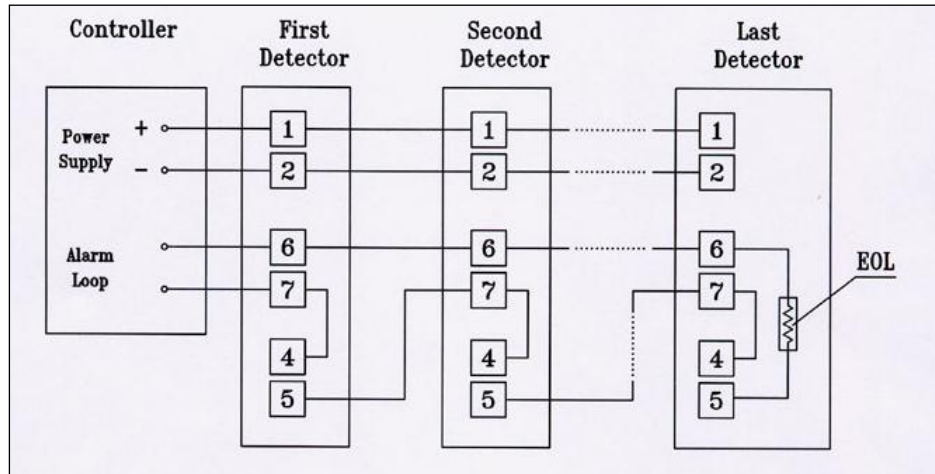 Controller
First
Detector
Second
Detector
Last
Detector
Power
Supply
+
-
Alarm
Loop
1
2
6
7
4
5
1
2
6
7
4
5
1
2
6
7
4
5
EOL